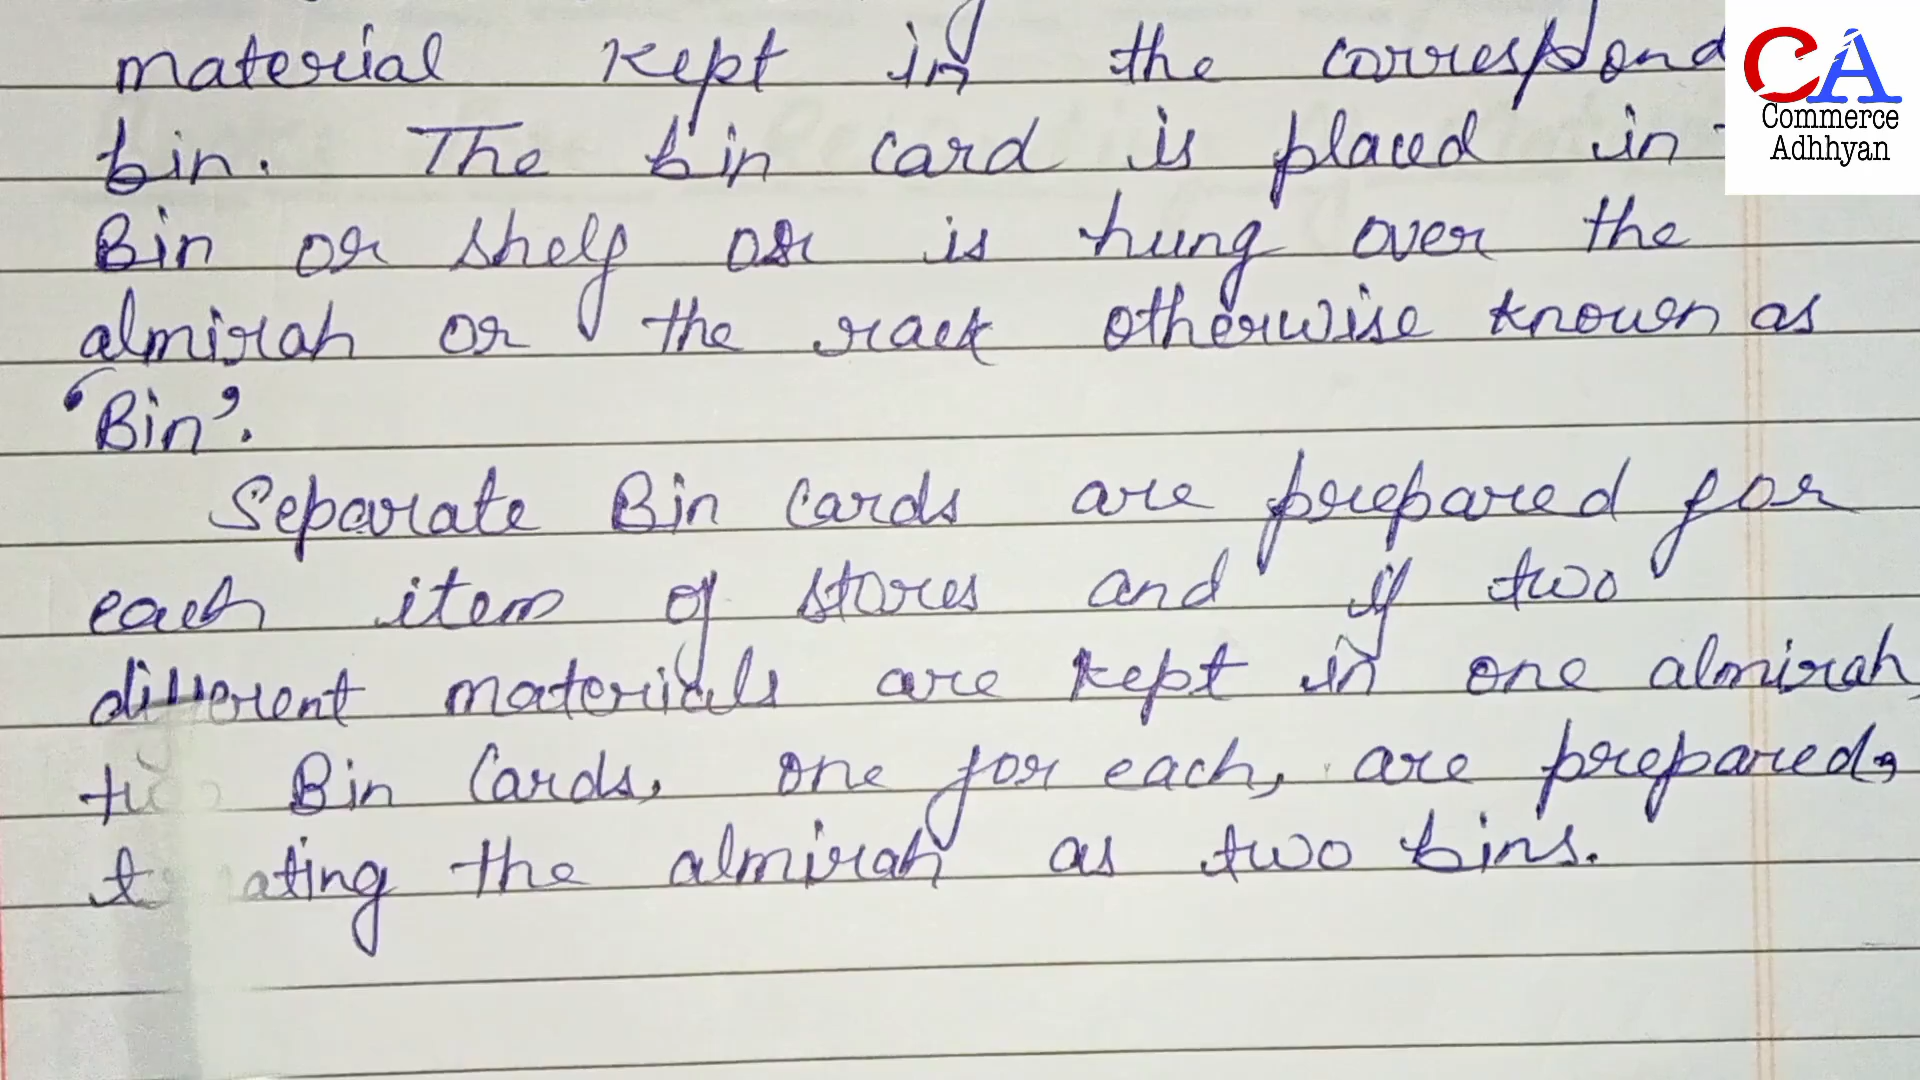 material kept in the correspond
bin. The bin card is placed in
Bin or shelf or is hung over the
almirah or the rack otherwise known as
'Bin'.
Separate Bin Cards are prepared for
each item of stores and if two
different materials are kept in one almirah,
Bin Cards, one for each, are prepared,
ating the almirah as two bins.
CA
Commerce
Adhhyan